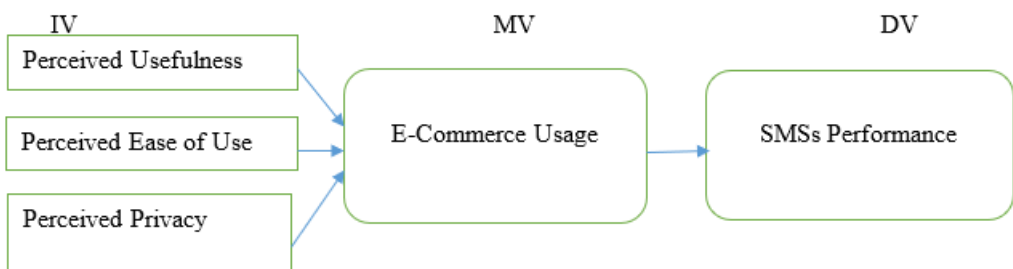 IV
MV
DV
Perceived Usefulness
Perceived Ease of Use
E-Commerce Usage
SMSs Performance
Perceived Privacy